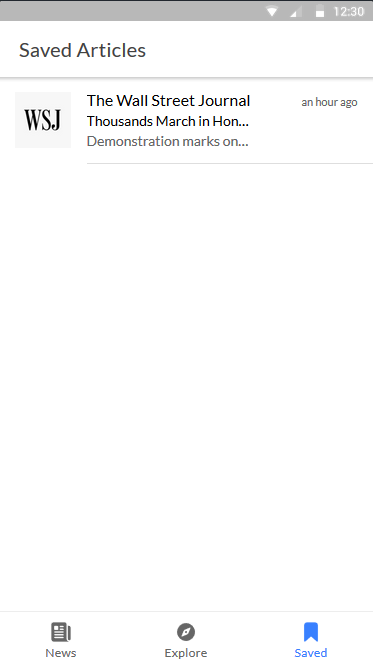 12:30
Saved Articles
WSJ
The Wall Street Journal
an hour ago
Thousands March in Hon...
Demonstration marks on...
News
Explore
Saved